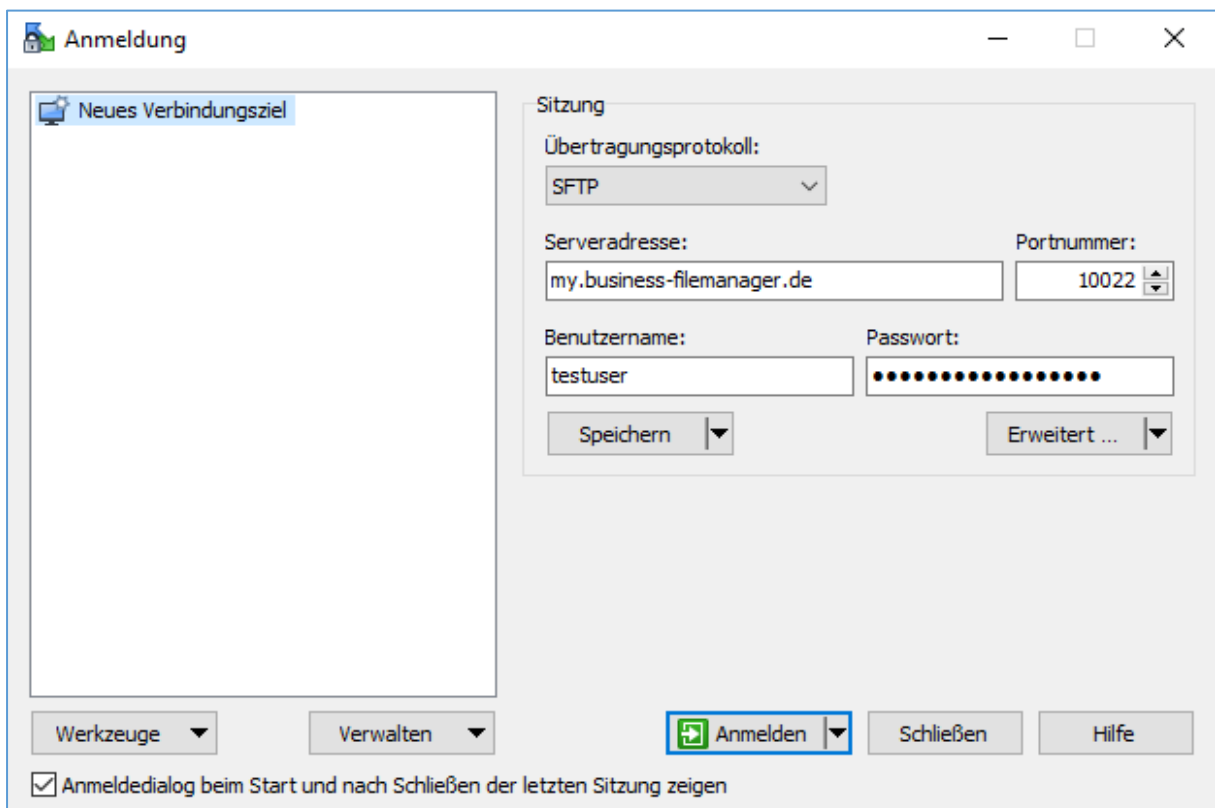 Anmeldung
Neues Verbindungsziel
Sitzung
Übertragungsprotokoll:
SFTP
Serveradresse:
Portnummer:
my.business-filemanager.de
10022
Benutzername:
Passwort:
testuser
•••••••••••••••••
Speichern
Erweitert ...
Werkzeuge
Verwalten
Anmelden
Schließen
Hilfe
Anmeldedialog beim Start und nach Schließen der letzten Sitzung zeigen